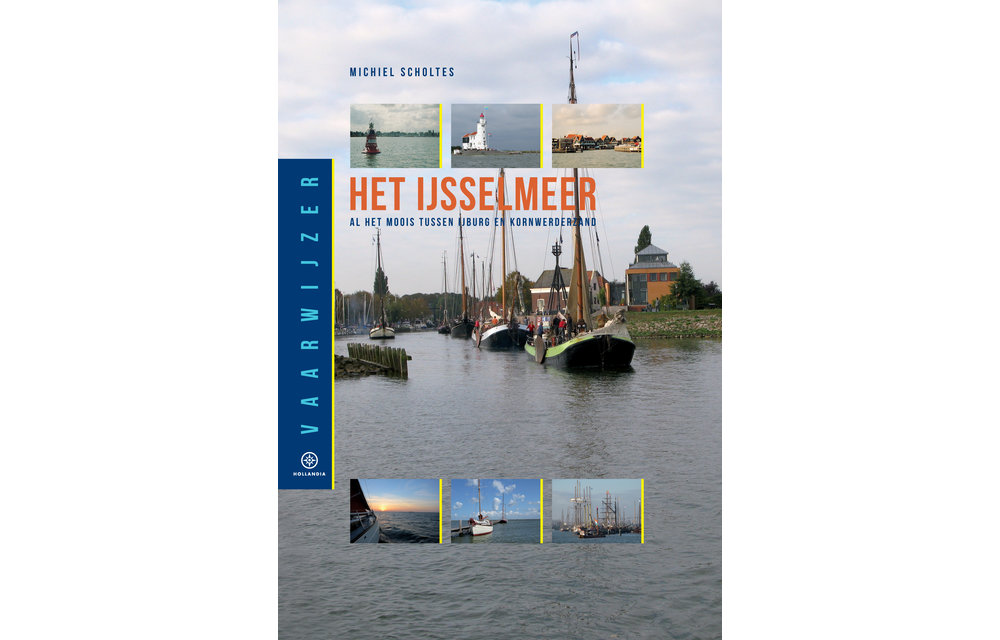 MICHIEL SCHOLTES
HET IJSSELMEER
AL HET MOOIS TUSSEN IJBURG EN KORNWERDERZAND
VAARWIJZER
HOLLANDIA